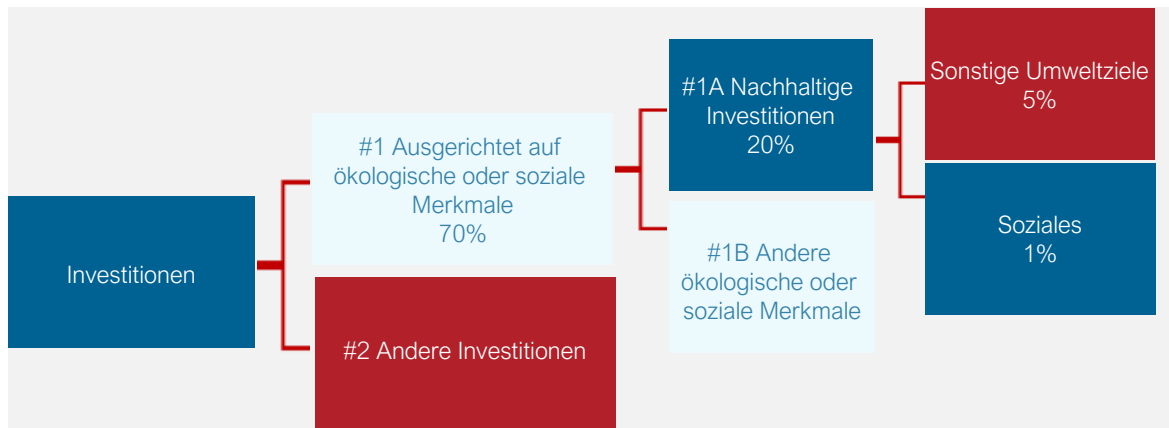 Investitionen
#1 Ausgerichtet auf
ökologische oder soziale
Merkmale
70%
#2 Andere Investitionen
#1A Nachhaltige
Investitionen
20%
#1B Andere
ökologische oder
soziale Merkmale
Sonstige Umweltziele
5%
Soziales
1%